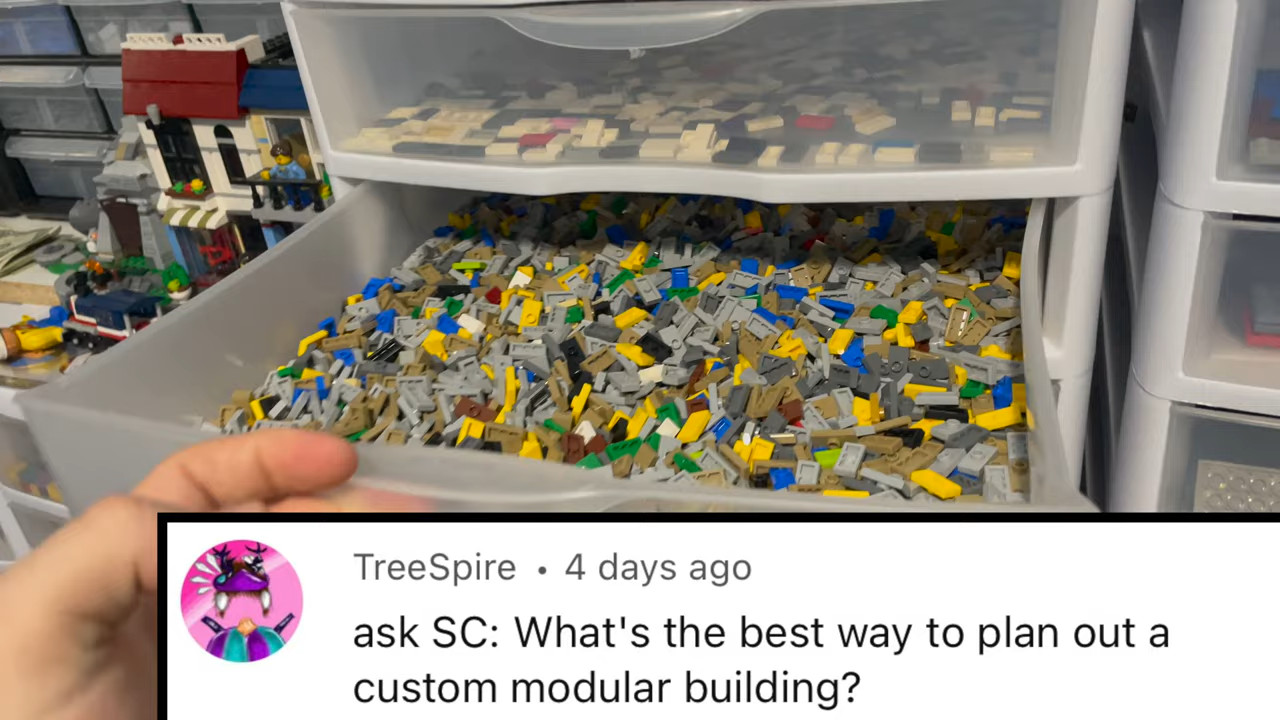 TreeSpire • 4 days ago
ask SC: What's the best way to plan out a
custom modular building?